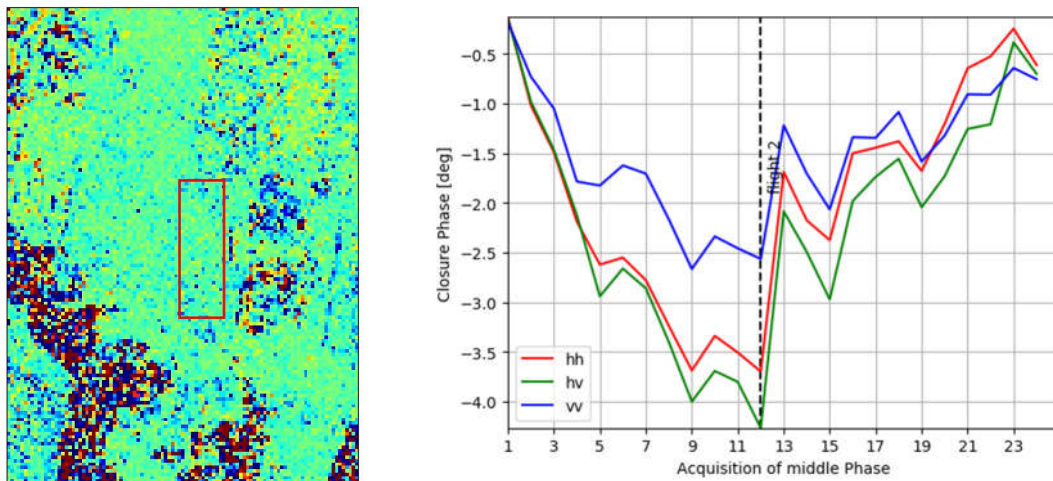 −0.5
−1.0
−1.5
−2.0
−2.5
−3.0
−3.5
−4.0
Closure Phase [deg]
flight 2
hh
hv
vv
1 3 5 7 9 11 13 15 17 19 21 23
Acquisition of middle Phase